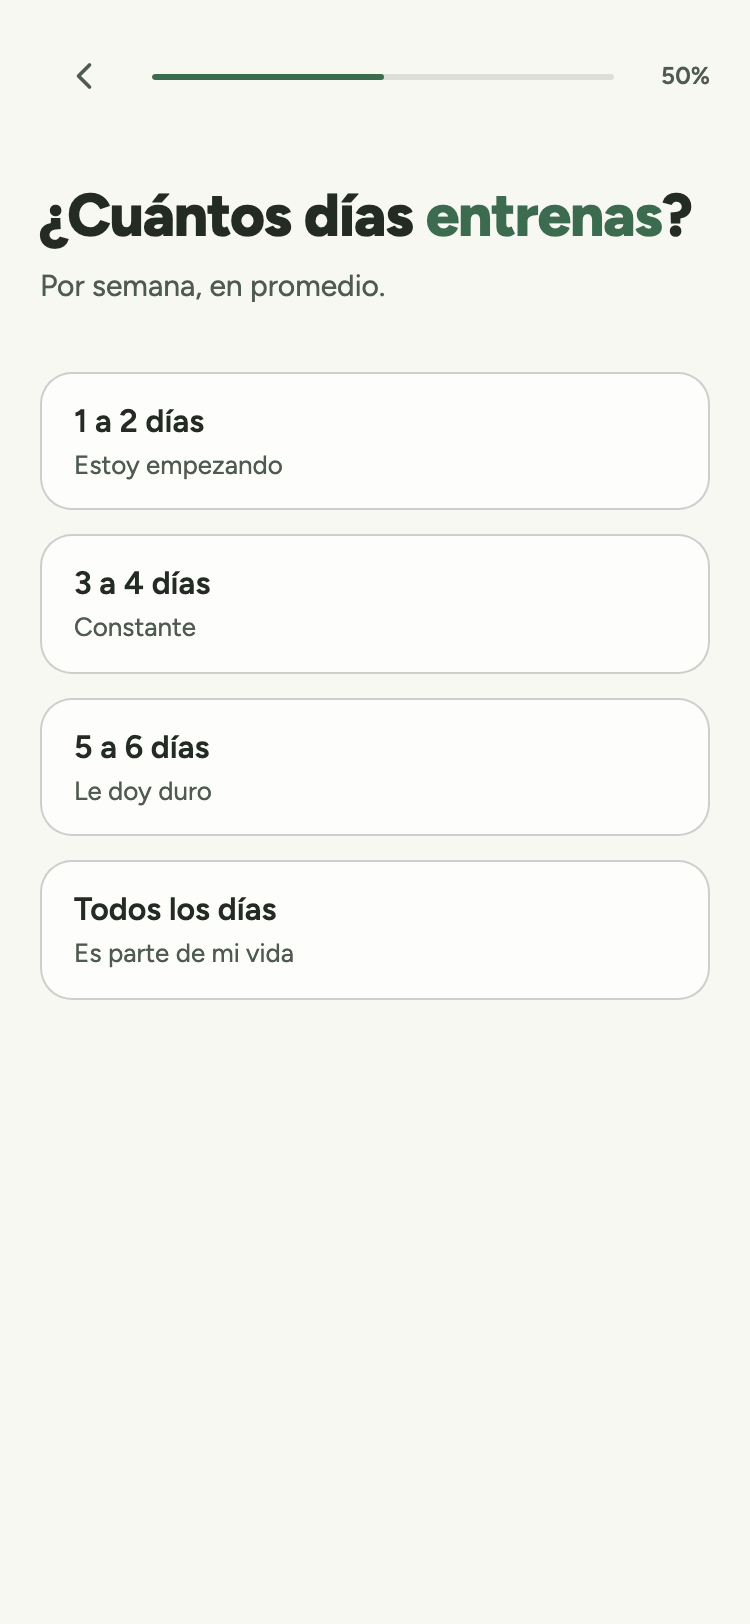 50%
¿Cuántos días entrenas?
Por semana, en promedio.
1 a 2 días
Estoy empezando
3 a 4 días
Constante
5 a 6 días
Le doy duro
Todos los días
Es parte de mi vida